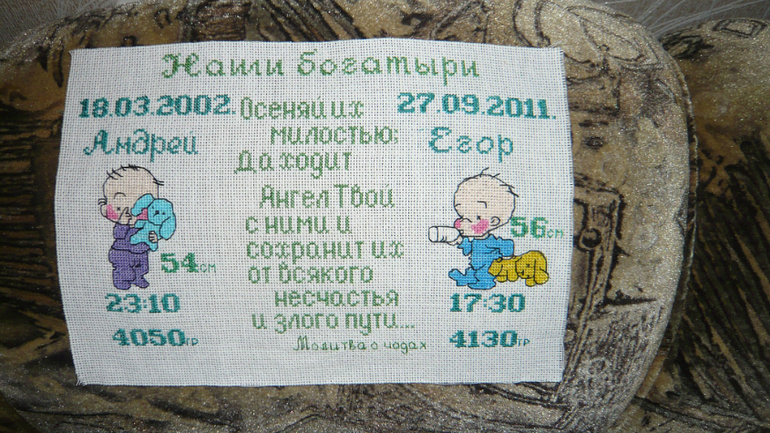 Наши богатыри
18.03.2002.
Андрей
54см
23:10
4050гр
Осеняй их
милостью;
Да ходит
Ангел Твой
с ними и
сохранит их
от всякого
несчастья
и злого пути...
Молитва о чадах
27.09.2011.
Егор
56см
17:30
4130гр